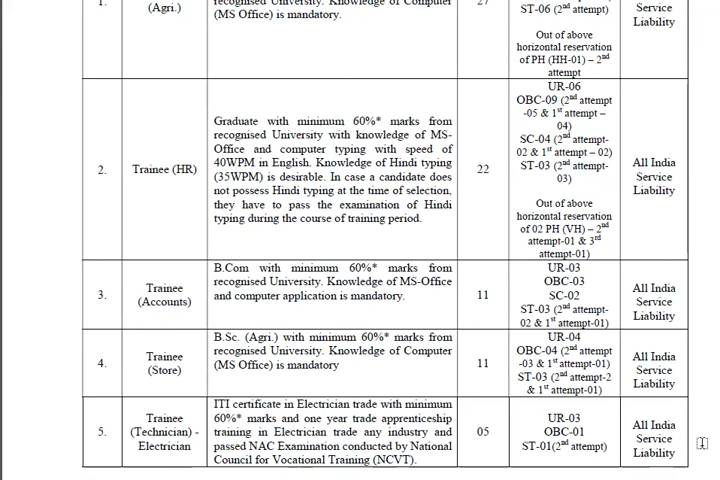 1.
(Agri.)
recognised University. Knowledge of Computer
(MS Office) is mandatory.
27
ST-06 (2nd attempt)
Out of above
horizontal reservation
of PH (HH-01) – 2nd
attempt
Service
Liability
2.
Trainee (HR)
Graduate with minimum 60%* marks from
recognised University with knowledge of MS-
Office and computer typing with speed of
40WPM in English. Knowledge of Hindi typing
(35WPM) is desirable. In case a candidate does
not possess Hindi typing at the time of selection,
they have to pass the examination of Hindi
typing during the course of training period.
22
UR-06
OBC-09 (2nd attempt
-05 & 1st attempt –
04)
SC-04 (2nd attempt-
02 & 1st attempt – 02)
ST-03 (2nd attempt-
03)
Out of above
horizontal reservation
of 02 PH (VH) – 2nd
attempt-01 & 3rd
attempt-01)
All India
Service
Liability
3.
Trainee
(Accounts)
B.Com with minimum 60%* marks from
recognised University. Knowledge of MS-Office
and computer application is mandatory.
11
UR-03
OBC-03
SC-02
ST-03 (2nd attempt-
02 & 1st attempt-01)
All India
Service
Liability
4.
Trainee
(Store)
B.Sc. (Agri.) with minimum 60%* marks from
recognised University. Knowledge of Computer
(MS Office) is mandatory
11
UR-04
OBC-04 (2nd attempt
-03 & 1st attempt-01)
ST-03 (2nd attempt-2
& 1st attempt-01)
All India
Service
Liability
5.
Trainee
(Technician) -
Electrician
ITI certificate in Electrician trade with minimum
60%* marks and one year trade apprenticeship
training in Electrician trade any industry and
passed NAC Examination conducted by National
Council for Vocational Training (NCVT).
05
UR-03
OBC-01
ST-01(2nd attempt)
All India
Service
Liability